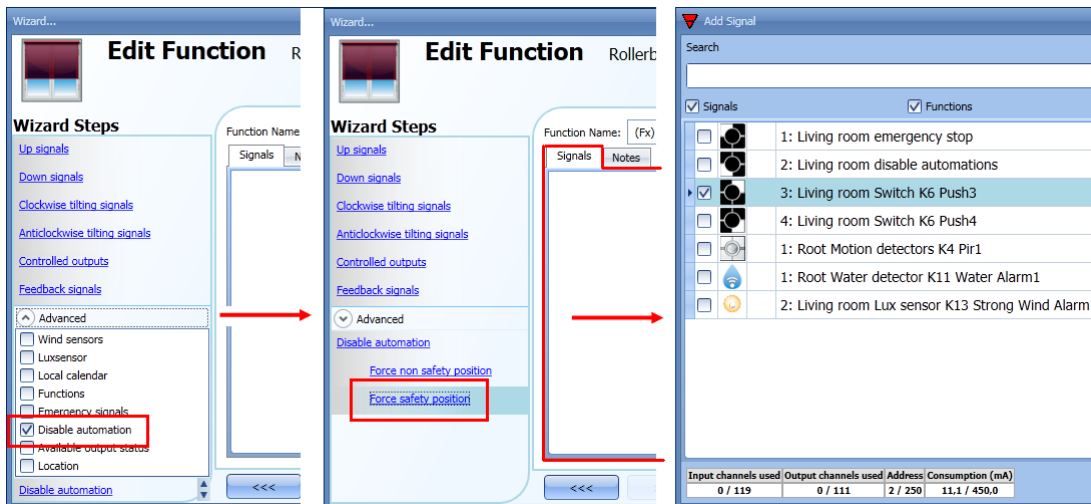 Wizard...
Edit Function R
Wizard Steps
Up signals
Down signals
Clockwise tilting signals
Anticlockwise tilting signals
Controlled outputs
Feedback signals
Advanced
Wind sensors
Luxsensor
Local calendar
Functions
Emergency signals
Disable automation
Available output status
Location
Disable automation
Function Name
Signals N
<<<
Wizard...
Edit Function Rollerb
Wizard Steps
Up signals
Down signals
Clockwise tilting signals
Anticlockwise tilting signals
Controlled outputs
Feedback signals
Advanced
Disable automation
Force non safety position
Force safety position
Function Name: (Fx)
Signals Notes
<<<
Add Signal
Search
Signals Functions
1: Living room emergency stop
2: Living room disable automations
3: Living room Switch K6 Push3
4: Living room Switch K6 Push4
1: Root Motion detectors K4 Pir1
1: Root Water detector K11 Water Alarm1
2: Living room Lux sensor K13 Strong Wind Alarm
Input channels used Output channels used Address Consumption (mA)
0 / 119 0 / 111 2 / 250 11,1 / 450,0